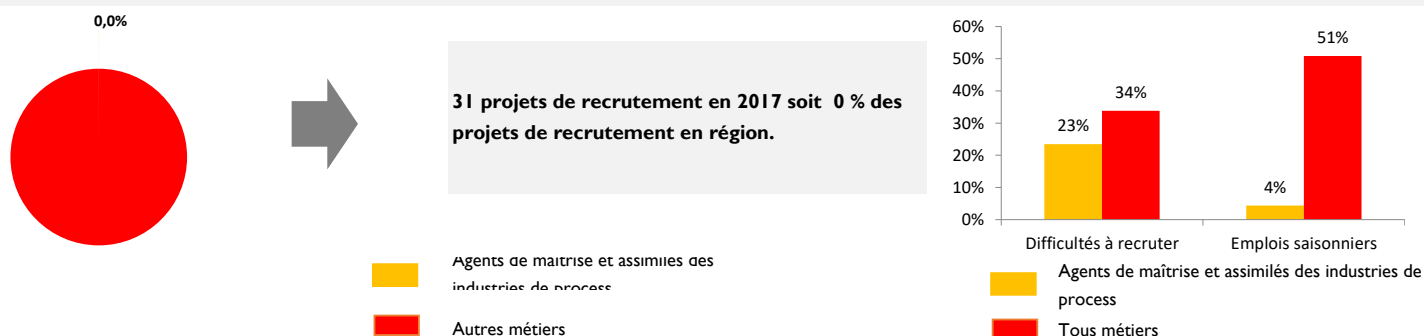 0,0%
31 projets de recrutement en 2017 soit 0 % des
projets de recrutement en région.
Agents de maîtrise et assimilés des
industries de process
Autres métiers
60%
50%
40%
30%
20%
10%
0%
23%
34%
4%
51%
Difficultés à recruter
Emplois saisonniers
Agents de maîtrise et assimilés des industries de
process
Tous métiers